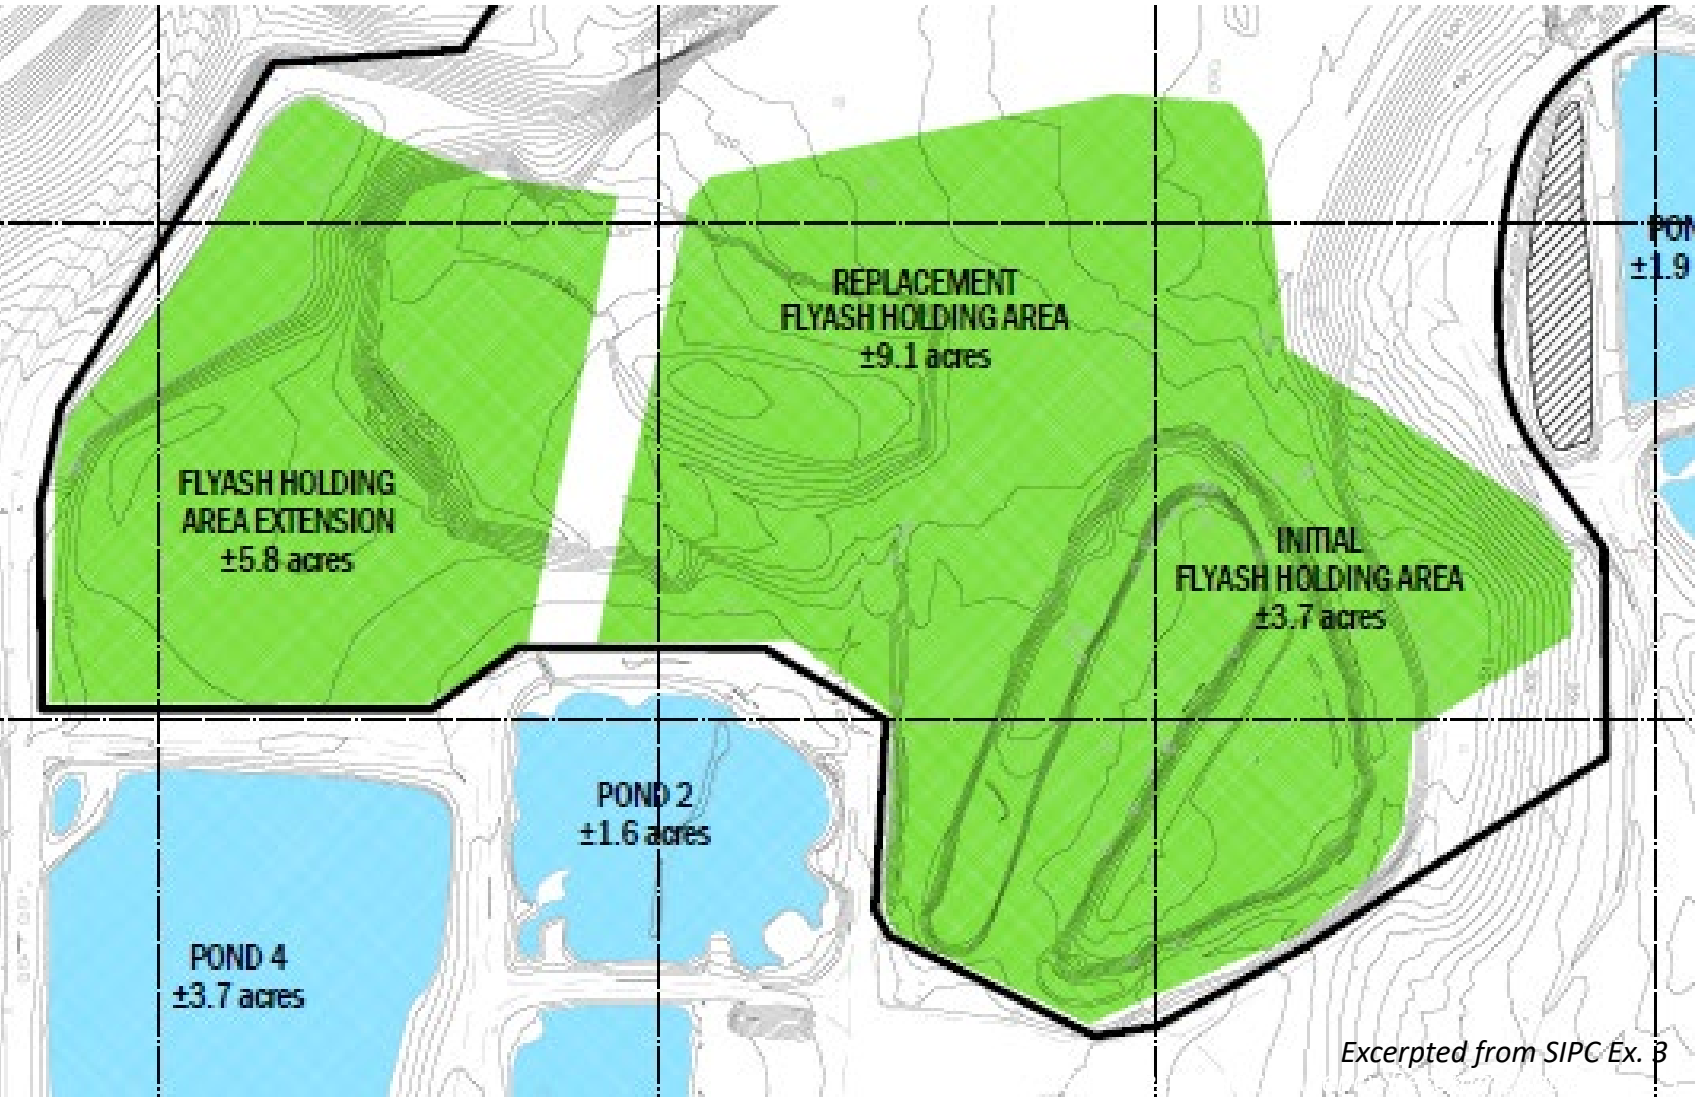 REPLACEMENT
FLYASH HOLDING AREA
±9.1 acres
FLYASH HOLDING
AREA EXTENSION
±5.8 acres
INITIAL
FLYASH HOLDING AREA
±3.7 acres
PON
±1.9
POND 2
±1.6 acres
POND 4
±3.7 acres
Excerpted from SIPC Ex. 3